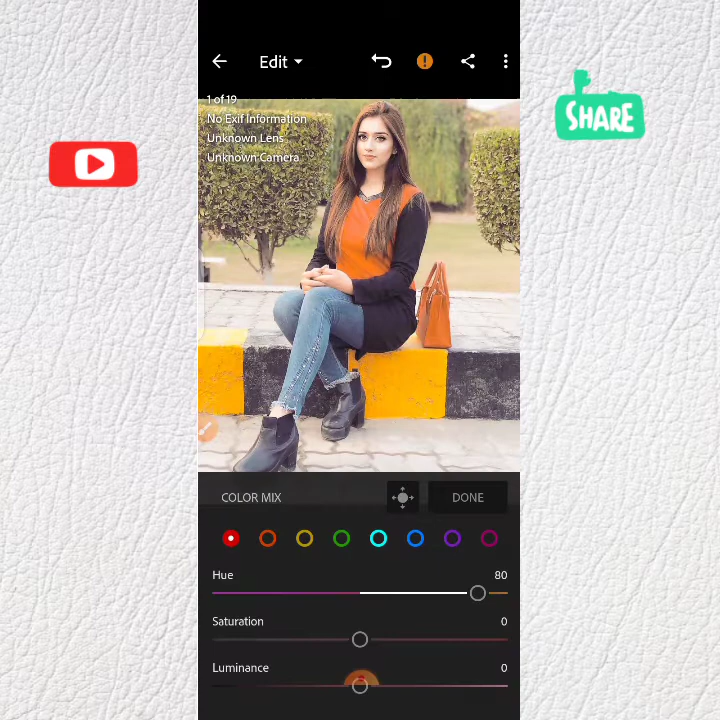 Edit
SHARE
1 of 19
No Exif Information
Unknown Lens
Unknown Camera
COLOR MIX
DONE
Hue 80
Saturation 0
Luminance 0